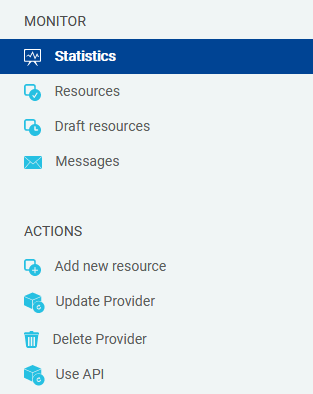 MONITOR
Statistics
Resources
Draft resources
Messages
ACTIONS
Add new resource
Update Provider
Delete Provider
Use API